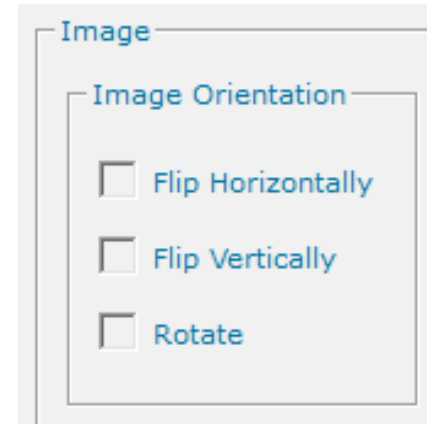 Image
Image Orientation
Flip Horizontally
Flip Vertically
Rotate